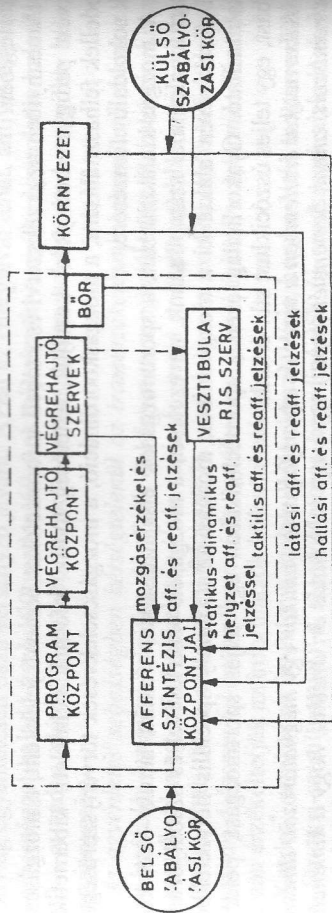 BELSŐ
ZABÁLYO-
ZÁSI KÖR
PROGRAM
KÖZPONT
VÉGREHAJTÓ
KÖZPONT
VÉGREHAJTÓ
SZERVEK
BŐR
KÖRNYEZET
KÜLSŐ
SZABÁLYO-
ZÁSI KÖR
AFFERENS
SZINTÉZIS
KÖZPONTJAI
mozgásérzékelés
aff. és reaff. jelzések
VESZTIBULA-
RIS SZERV
statikus-dinamikus
helyzet aff. és reaff.
jelzéssel
taktilis aff. és reaff. jelzések
látási aff. és reaff. jelzések
hallási aff. és reaff. jelzések